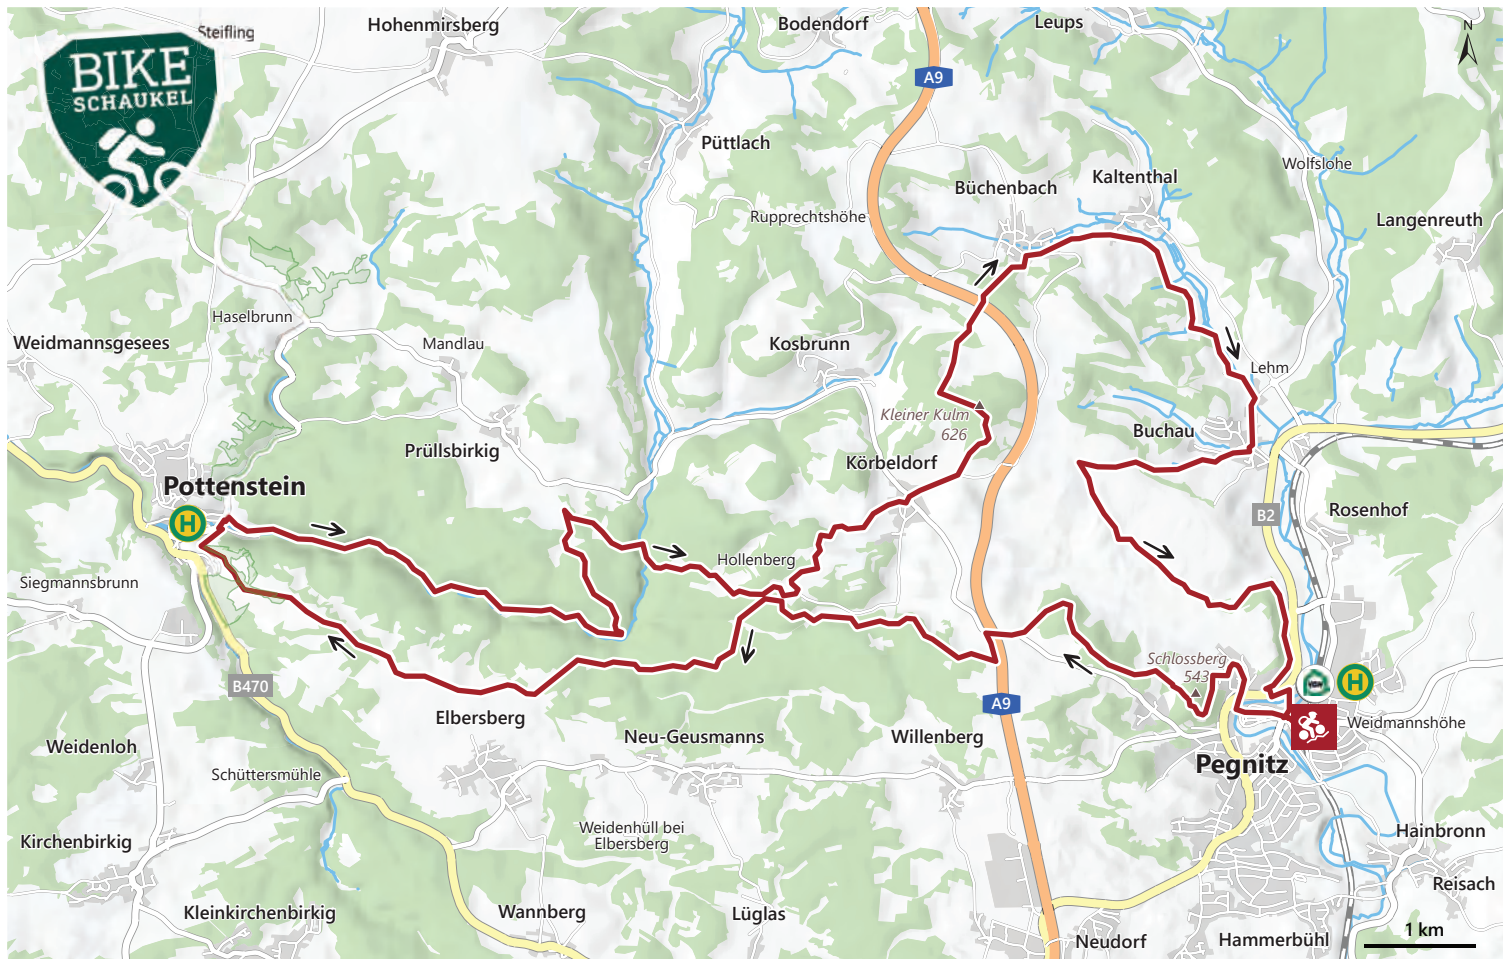 Hohenmirsberg
Bodendorf
Leups
N
Steifling
BIKE
SCHAUKEL
A9
Püttlach
Wolfslohe
Kaltenthal
Büchenbach
Rupprechtshöhe
Langenreuth
Haselbrunn
Weidmannsgesees
Mandlau
Kosbrunn
Lehm
Kleiner Kulm
626
Buchau
Prüllsbirkig
Körbeldorf
Pottenstein
H
Rosenhof
B2
Hollenberg
Siegmannsbrunn
Schlossberg
543
B470
VGN
H
A9
Elbersberg
Weidmannshöhe
Neu-Geusmanns
Willenberg
Weidenloh
Pegnitz
Schüttersmühle
Weidenhüll bei
Elbersberg
Kirchenbirkig
Hainbronn
Reisach
Kleinkirchenbirkig
Wannberg
Lüglas
1 km
Neudorf
Hammerbühl